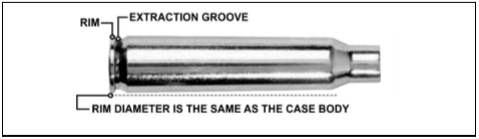 EXTRACTION GROOVE
RIM
RIM DIAMETER IS THE SAME AS THE CASE BODY